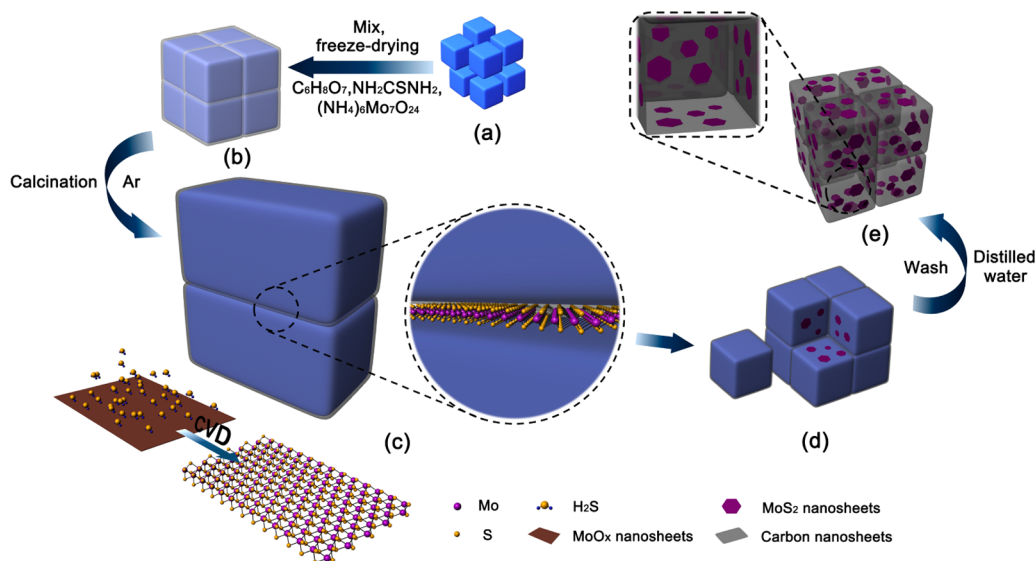 Mix,
freeze-drying
C6H8O7,NH2CSNH2,
(NH4)6Mo7O24
(a)
(b)
Calcination Ar
(e)
Wash
Distilled
water
CVD
(c)
(d)
Mo H2S MoS2 nanosheets
S MoOx nanosheets Carbon nanosheets